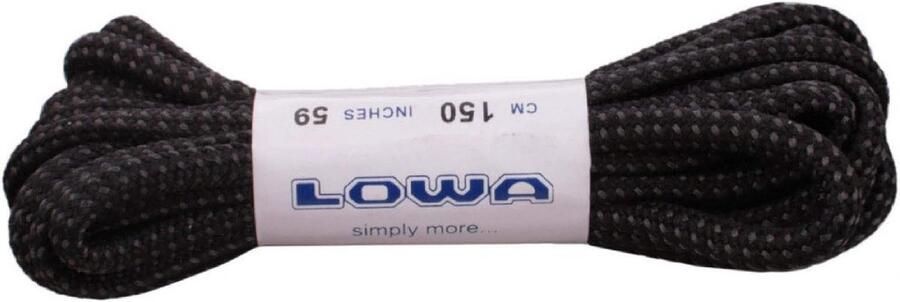 CM 150 INCHES 59
LOWA
simply more...